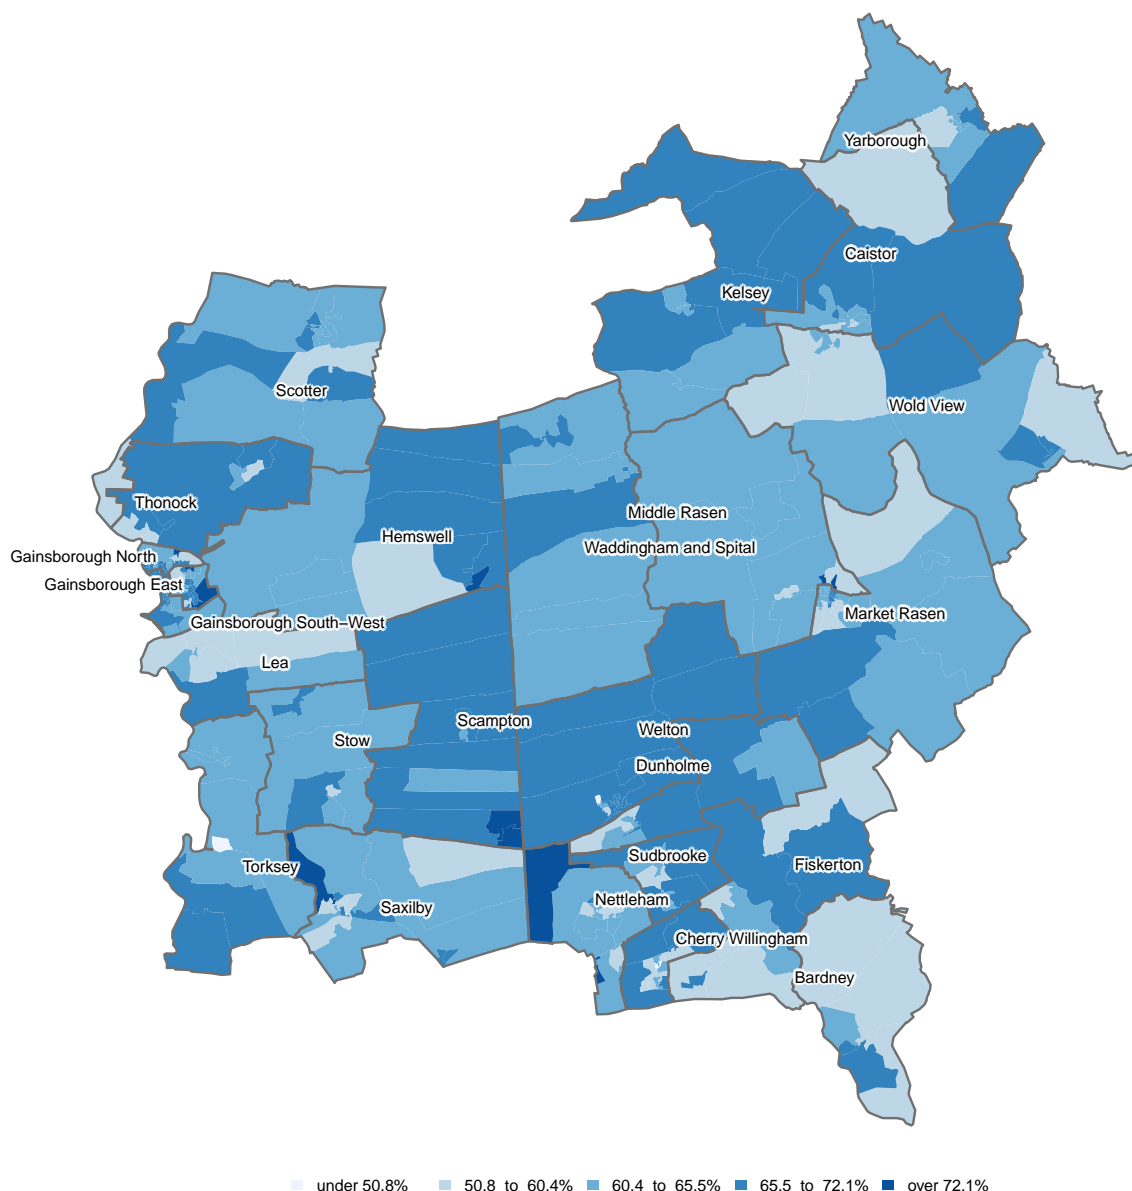 Yarborough
Caistor
Kelsey
Scotter
Wold View
Thonock
Middle Rasen
Hemswell
Waddingham and Spital
Gainsborough North
Gainsborough East
Market Rasen
Gainsborough South−West
Lea
Scampton
Welton
Stow
Dunholme
Sudbrooke
Fiskerton
Torksey
Nettleham
Saxilby
Cherry Willingham
Bardney
under 50.8% 50.8 to 60.4% 60.4 to 65.5% 65.5 to 72.1% over 72.1%